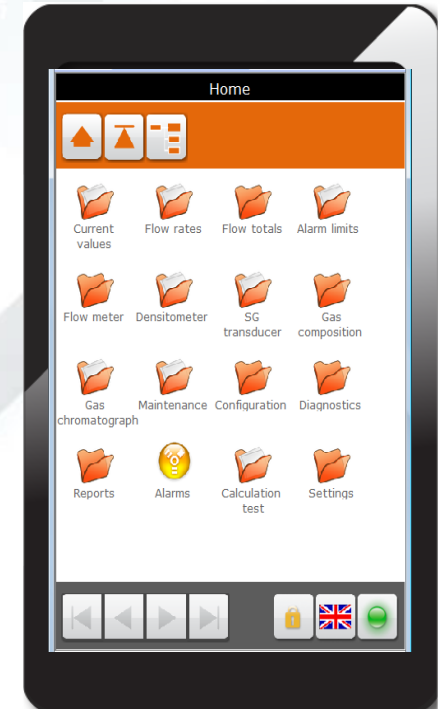 Home
Current
values
Flow rates
Flow totals
Alarm limits
Flow meter
Densitometer
SG
transducer
Gas
composition
Gas
chromatograph
Maintenance
Configuration
Diagnostics
Reports
Alarms
Calculation
test
Settings